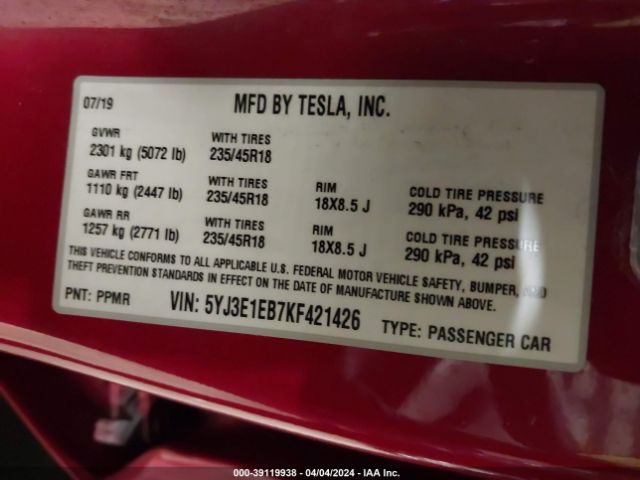 07/19 MFD BY TESLA, INC.
GVWR WITH TIRES
2301 kg (5072 lb) 235/45R18
GAWR FRT WITH TIRES RIM COLD TIRE PRESSURE
1110 kg (2447 lb) 235/45R18 18X8.5 J 290 kPa, 42 psi
GAWR RR WITH TIRES RIM COLD TIRE PRESSURE
1257 kg (2771 lb) 235/45R18 18X8.5 J 290 kPa, 42 psi
THIS VEHICLE CONFORMS TO ALL APPLICABLE U.S. FEDERAL MOTOR VEHICLE SAFETY, BUMPER, AND
THEFT PREVENTION STANDARDS IN EFFECT ON THE DATE OF MANUFACTURE SHOWN ABOVE.
PNT: PPMR VIN: 5YJ3E1EB7KF421426 TYPE: PASSENGER CAR
000-39119938 - 04/04/2024 - IAA Inc.